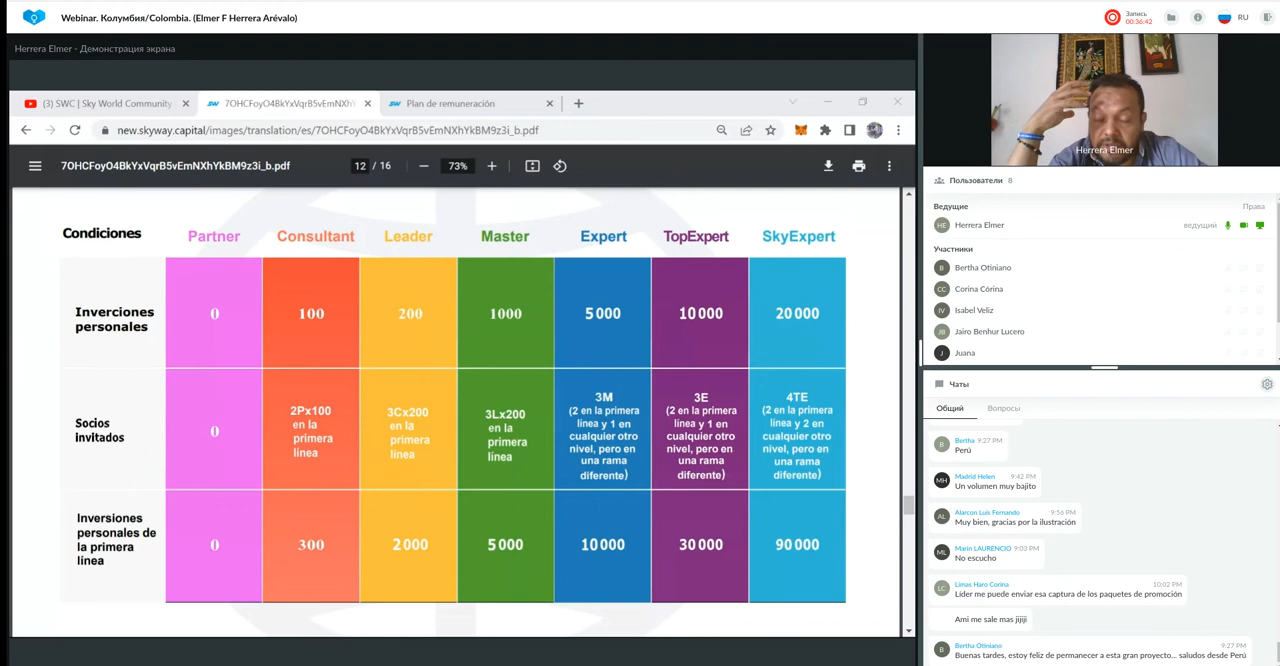 Webinar. Колумбия/Colombia. (Elmer F Herrera Arévalo)
Запись
00:36:42
RU
Herrera Elmer - Демонстрация экрана
(3) SWC | Sky World Community
7OHCFoyO4BkYxVqrB5vEmNXhY
Plan de remuneración
new.skyway.capital/images/translation/es/7OHCFoyO4BkYxVqrB5vEmNXhYkBM9z3i_b.pdf
7OHCFoyO4BkYxVqrB5vEmNXhYkBM9z3i_b.pdf
12 / 16
73%
Condiciones Partner Consultant Leader Master Expert TopExpert SkyExpert
Inverciones
personales
0 100 200 1000 5 000 10 000 20 000
Socios
invitados
0
2Px100
en la
primera
línea
3Cx200
en la
primera
línea
3Lx200
en la
primera
línea
3M
(2 en la primera
línea y 1 en
cualquier otro
nivel, pero en
una rama
diferente)
3E
(2 en la primera
línea y 1 en
cualquier otro
nivel, pero en
una rama
diferente)
4TE
(2 en la primera
línea y 2 en
cualquier otro
nivel, pero en
una rama
diferente)
Inversiones
personales de
la primera
línea
0 300 2 000 5 000 10 000 30 000 90 000
Herrera Elmer
Пользователи 8
Ведущие Права
HE Herrera Elmer ведущий
Участники
B Bertha Otiniano
CC Corina Córina
IV Isabel Veliz
JB Jairo Benhur Lucero
J Juana
Чаты
Общий Вопросы
B Bertha 9:27 PM
Perú
MH Madrid Helen 9:42 PM
Un volumen muy bajito
AL Alarcon Luis Fernando 9:56 PM
Muy bien, gracias por la ilustración
ML Marin LAURENCIO 9:03 PM
No escucho
LC Limas Haro Corina 10:02 PM
Líder me puede enviar esa captura de los paquetes de promoción
Ami me sale mas jijiji
B Bertha Otiniano 9:27 PM
Buenas tardes, estoy feliz de permanecer a esta gran proyecto... saludos desde Perú